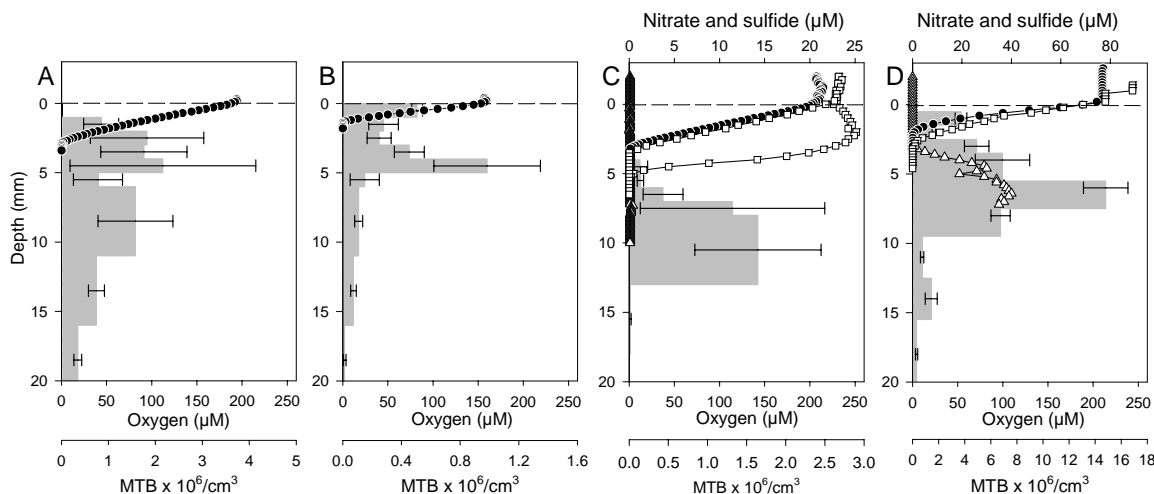 Nitrate and sulfide (µM)
Nitrate and sulfide (µM)
0 5 10 15 20 25
0 20 40 60 80
A
B
C
D
0
5
10
15
20
Depth (mm)
0
5
10
15
20
0 50 100 150 200 250
0 50 100 150 200 250
0 50 100 150 200 250
0 50 100 150 200 250
Oxygen (µM)
Oxygen (µM)
Oxygen (µM)
Oxygen (µM)
0 1 2 3 4 5
0.0 0.4 0.8 1.2 1.6
0.0 0.5 1.0 1.5 2.0 2.5 3.0
0 2 4 6 8 10 12 14 16 18
MTB x 10⁶/cm³
MTB x 10⁶/cm³
MTB x 10⁶/cm³
MTB x 10⁶/cm³